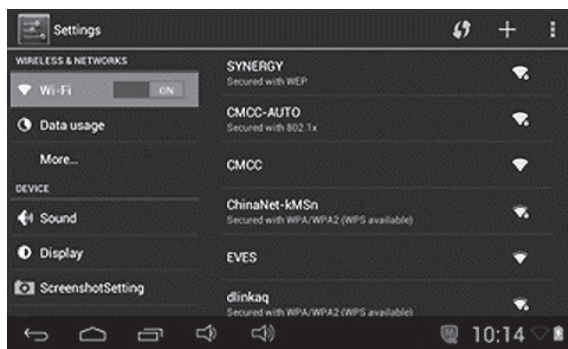 Settings
WIRELESS & NETWORKS
Wi-Fi ON
Data usage
More...
DEVICE
Sound
Display
ScreenshotSetting
SYNERGY
Secured with WEP
CMCC-AUTO
Secured with 802.1x
CMCC
ChinaNet-kMSn
Secured with WPA/WPA2 (WPS available)
EVES
dlinkaq
Secured with WPA/WPA2 (WPS available)
10:14